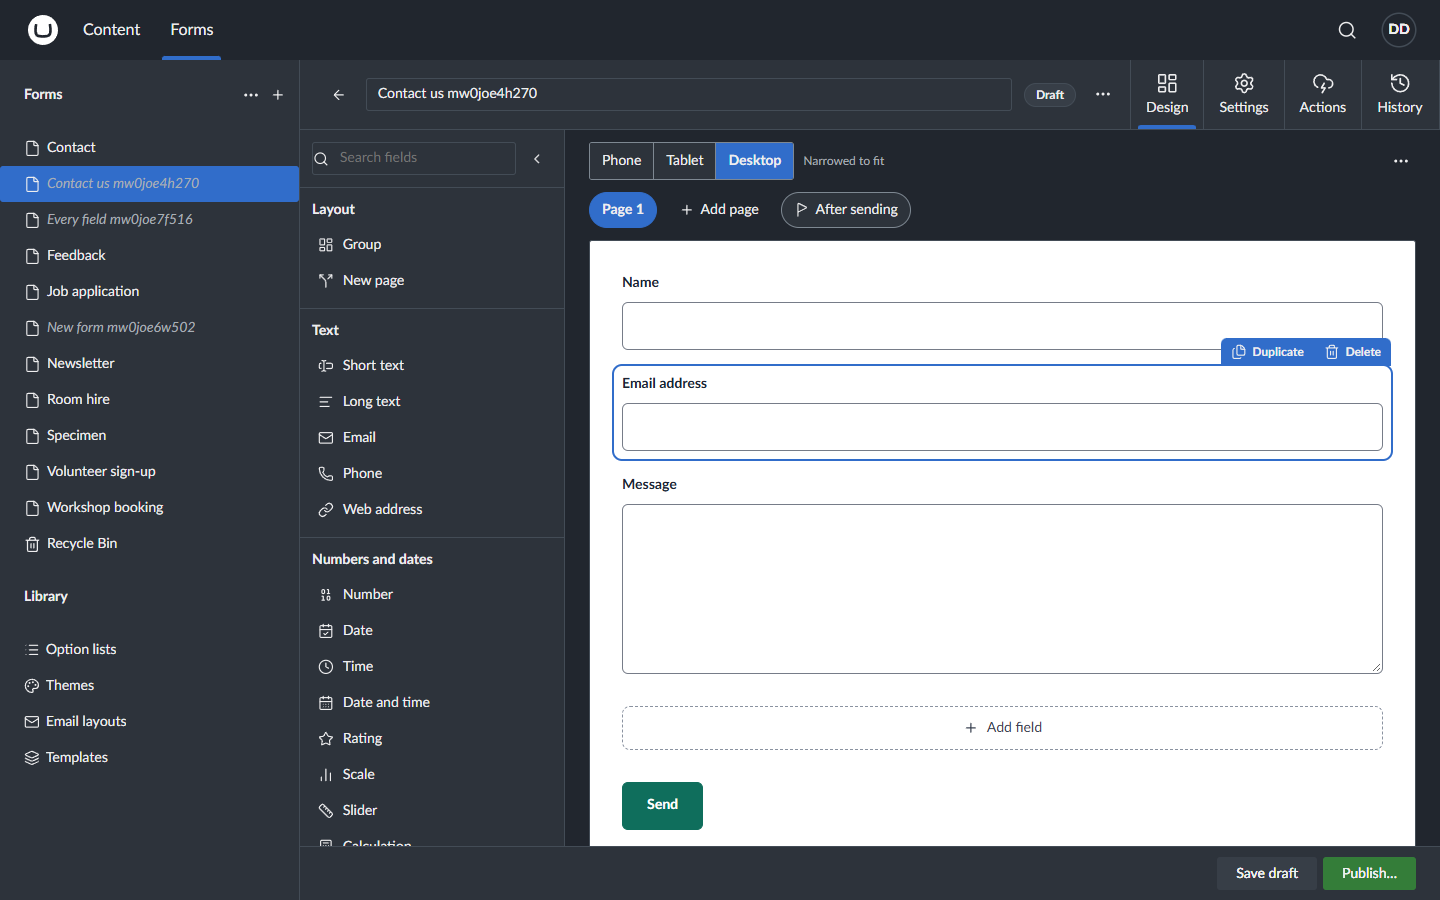 Content
Forms
DD
Forms
Contact
Contact us mw0joe4h270
Every field mw0joe7f516
Feedback
Job application
New form mw0joe6w502
Newsletter
Room hire
Specimen
Volunteer sign-up
Workshop booking
Recycle Bin
Library
Option lists
Themes
Email layouts
Templates
Contact us mw0joe4h270
Draft
Design
Settings
Actions
History
Search fields
Layout
Group
New page
Text
Short text
Long text
Email
Phone
Web address
Numbers and dates
Number
Date
Time
Date and time
Rating
Scale
Slider
Calculation
Phone
Tablet
Desktop
Narrowed to fit
Page 1
Add page
After sending
Name
Duplicate
Delete
Email address
Message
Add field
Send
Save draft
Publish...